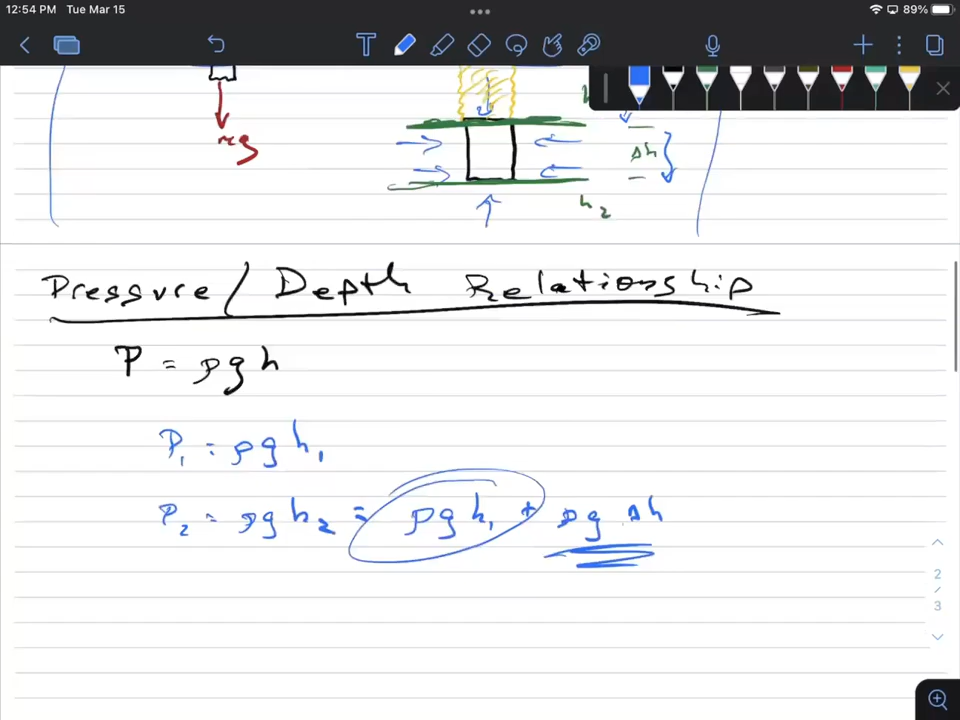 12:54 PM Tue Mar 15
89%
T
mg
Δh
h₂
Pressure/Depth Relationship
P = ρgh
P₁ = ρgh₁
P₂ = ρgh₂ = ρgh₁ + ρgΔh
2
/
3